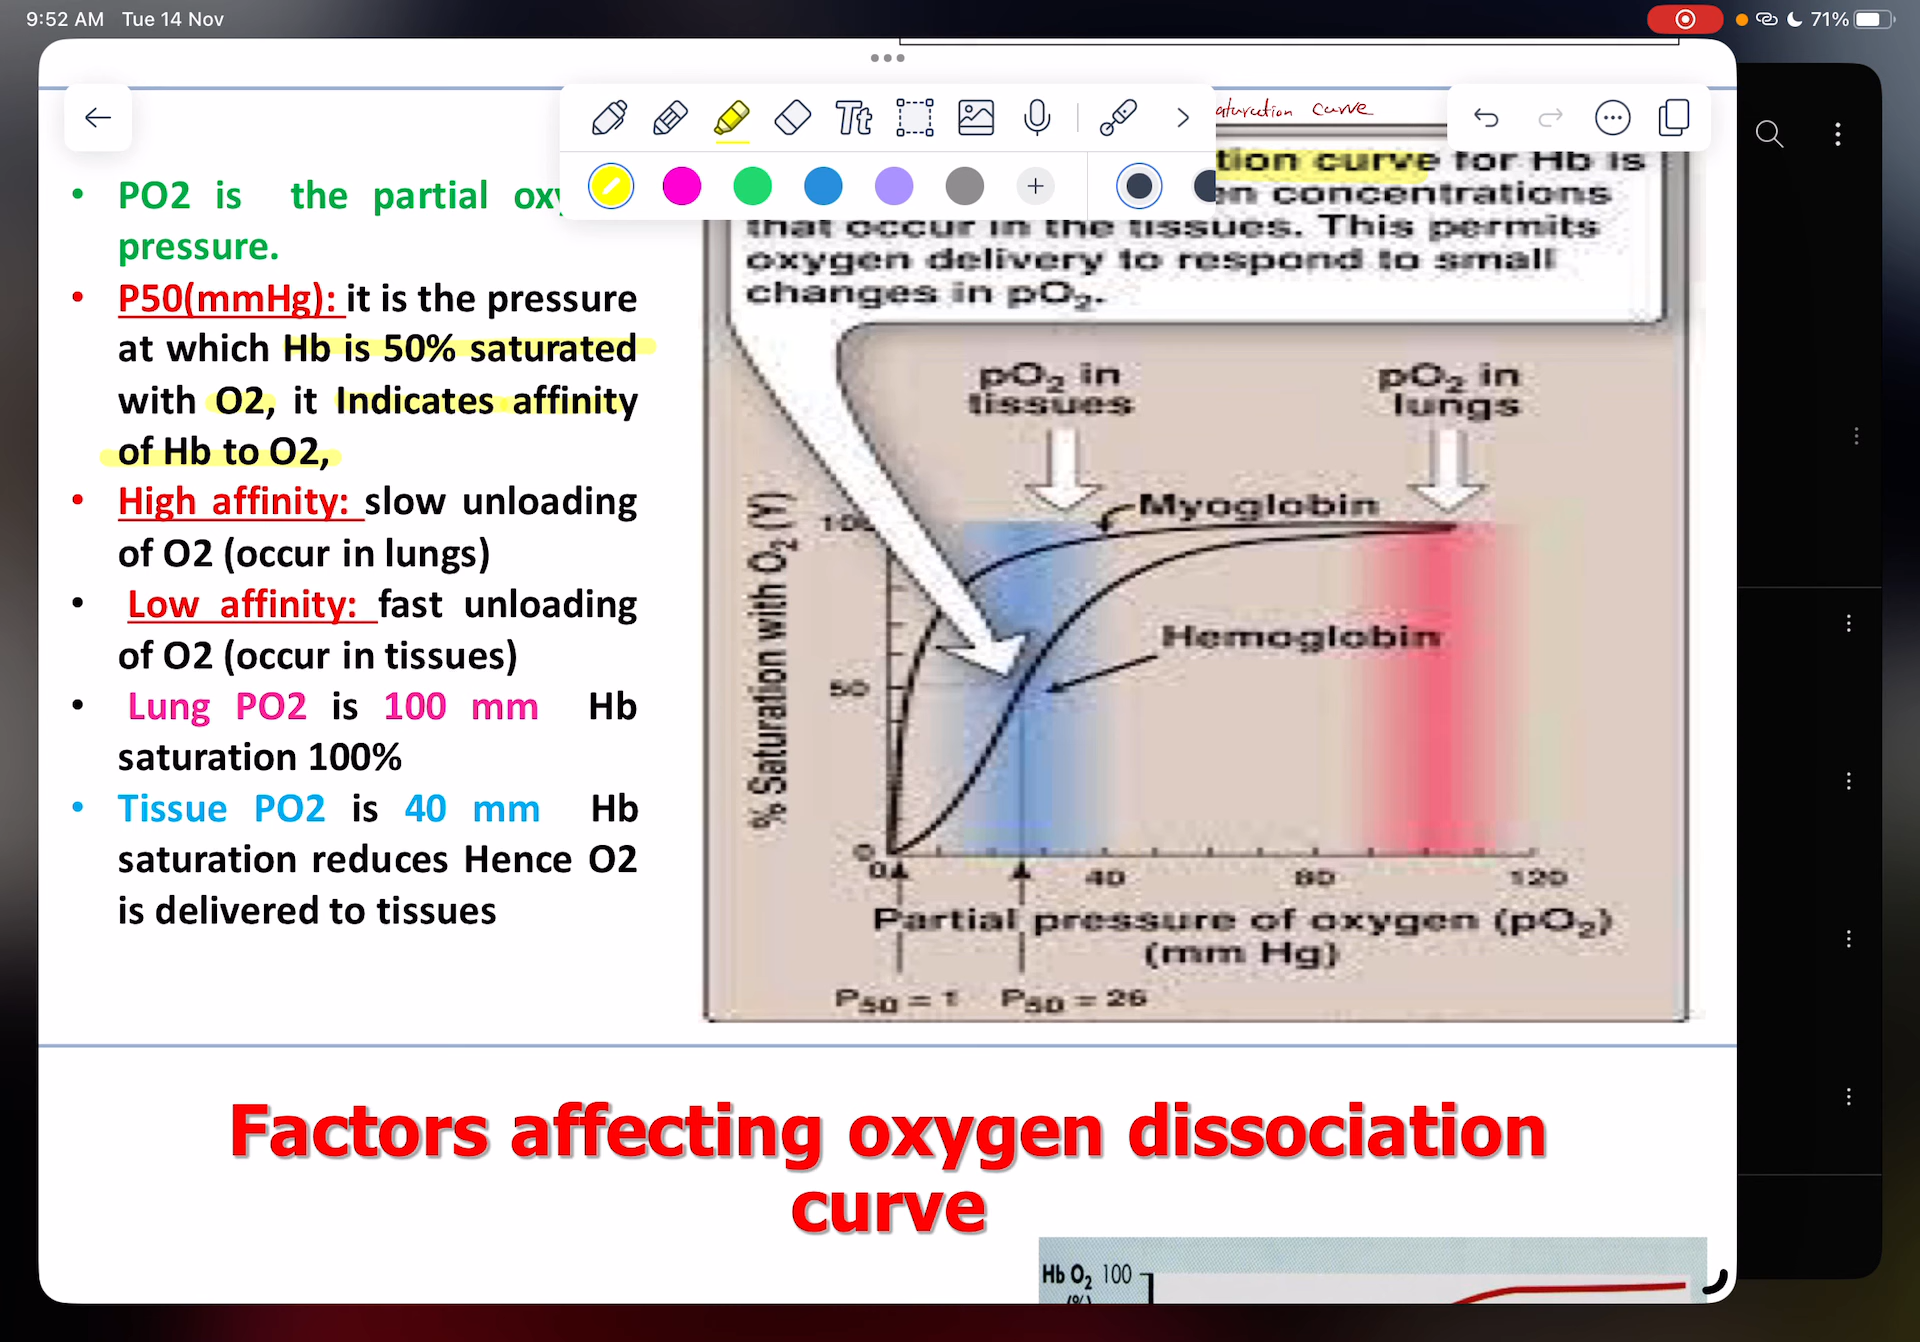 9:52 AM Tue 14 Nov
71%
Tt
aturation curve
tion curve for Hb is
en concentrations
that occur in the tissues. This permits
oxygen delivery to respond to small
changes in pO2.
• PO2 is the partial oxy
pressure.
• P50(mmHg): it is the pressure
at which Hb is 50% saturated
with O2, it Indicates affinity
of Hb to O2,
• High affinity: slow unloading
of O2 (occur in lungs)
• Low affinity: fast unloading
of O2 (occur in tissues)
• Lung PO2 is 100 mm Hb
saturation 100%
• Tissue PO2 is 40 mm Hb
saturation reduces Hence O2
is delivered to tissues
pO2 in
tissues
pO2 in
lungs
Myoglobin
Hemoglobin
% Saturation with O2 (Y)
100
50
0
0 40 80 120
Partial pressure of oxygen (pO2)
(mm Hg)
P50 = 1 P50 = 26
Factors affecting oxygen dissociation
curve
Hb O2 100
(%)